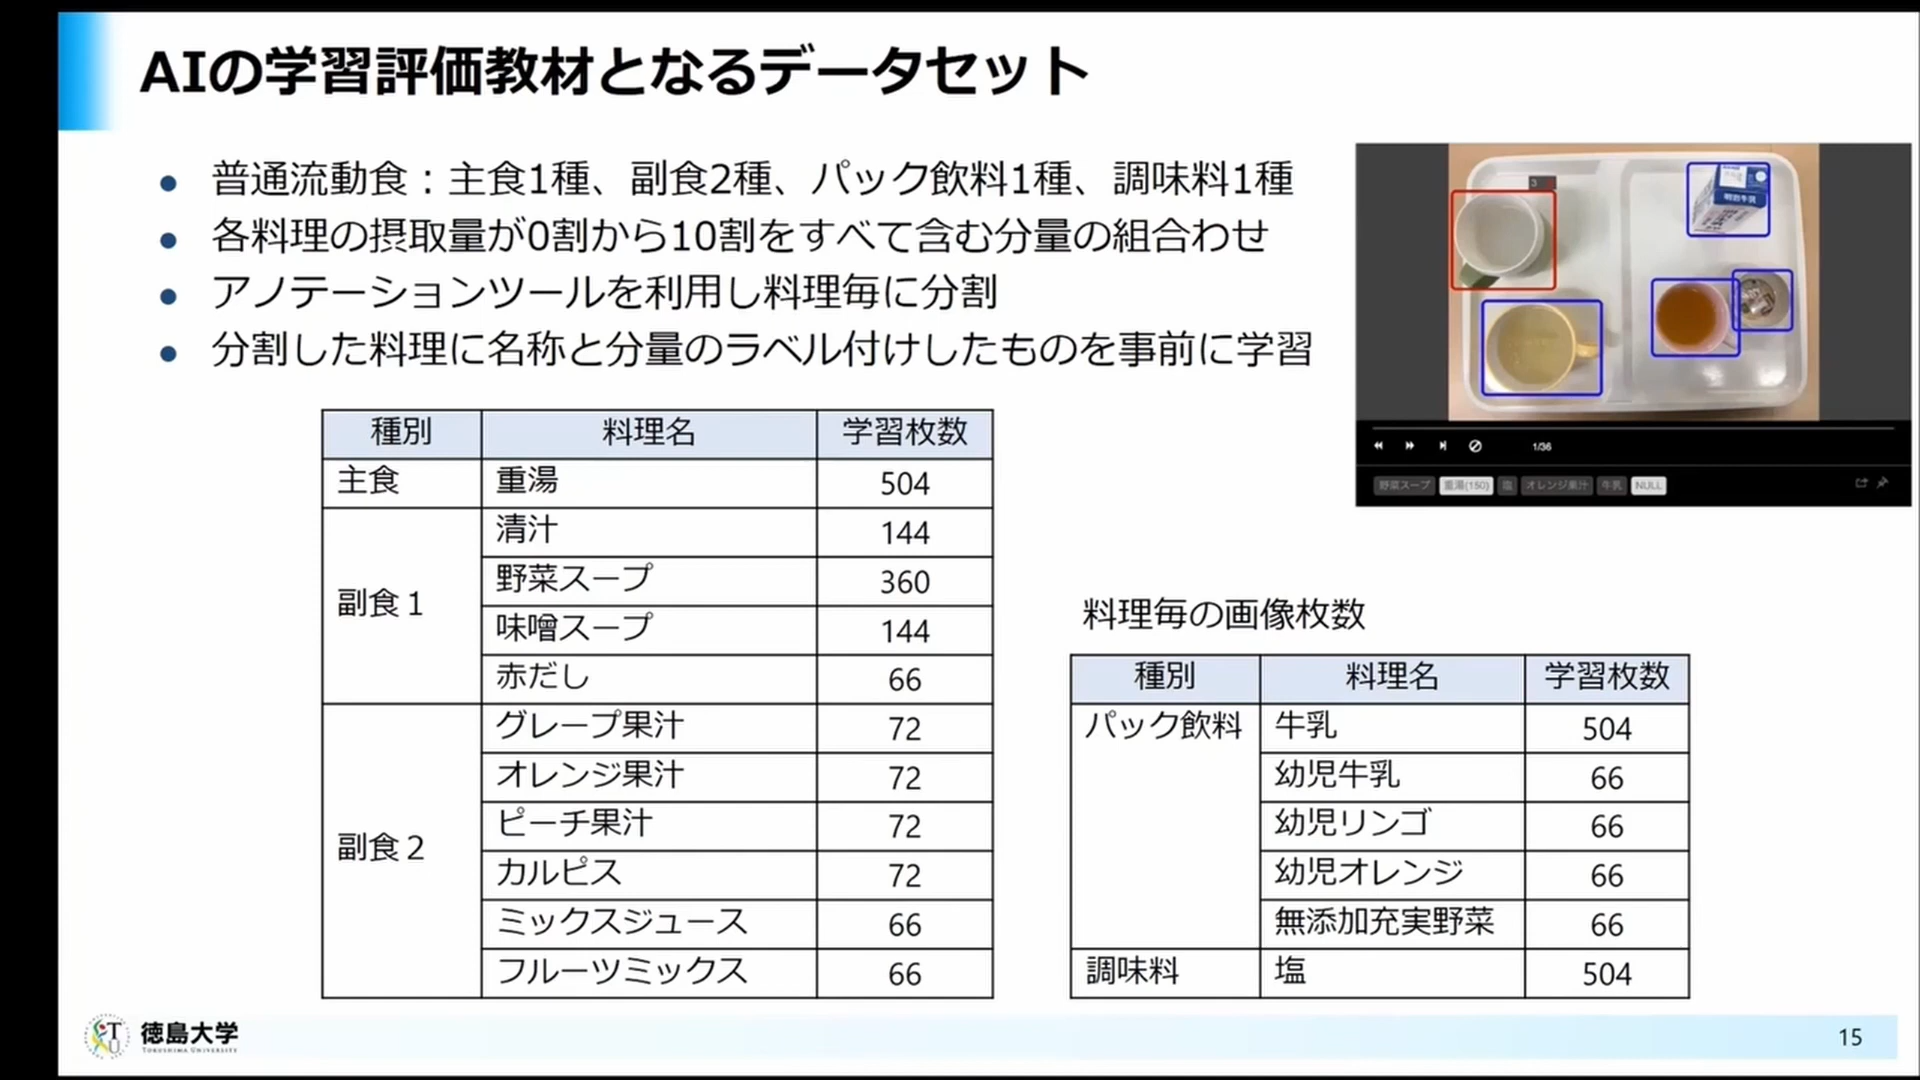 AIの学習評価教材となるデータセット
● 普通流動食：主食1種、副食2種、パック飲料1種、調味料1種
● 各料理の摂取量が0割から10割をすべて含む分量の組合わせ
● アノテーションツールを利用し料理毎に分割
● 分割した料理に名称と分量のラベル付けしたものを事前に学習
3
明治牛乳
1/36
野菜スープ 重湯(150) 塩 オレンジ果汁 牛乳 NULL
種別 料理名 学習枚数
主食 重湯 504
副食１ 清汁 144
野菜スープ 360
味噌スープ 144
赤だし 66
副食２ グレープ果汁 72
オレンジ果汁 72
ピーチ果汁 72
カルピス 72
ミックスジュース 66
フルーツミックス 66
料理毎の画像枚数
種別 料理名 学習枚数
パック飲料 牛乳 504
幼児牛乳 66
幼児リンゴ 66
幼児オレンジ 66
無添加充実野菜 66
調味料 塩 504
徳島大学
TOKUSHIMA UNIVERSITY
15